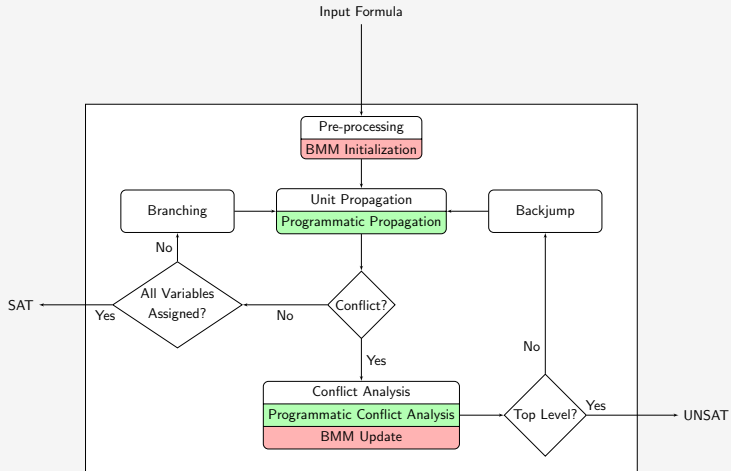 Input Formula
Pre-processing
BMM Initialization
Unit Propagation
Programmatic Propagation
Branching
Backjump
No
All Variables
Assigned?
SAT
Yes
No
Conflict?
Yes
No
Conflict Analysis
Programmatic Conflict Analysis
BMM Update
Top Level?
Yes
UNSAT